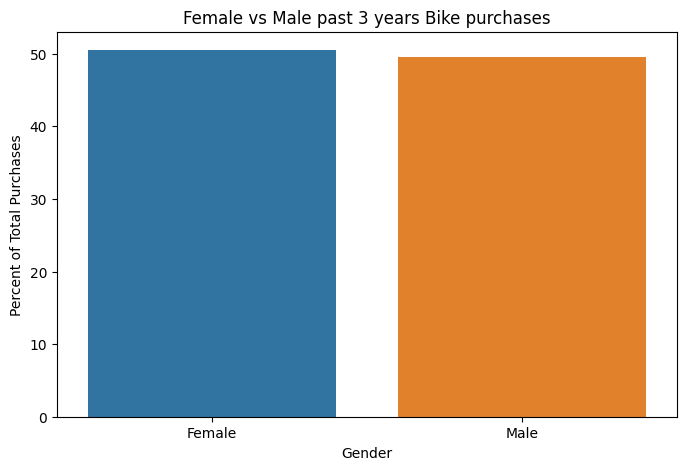 Female vs Male past 3 years Bike purchases
Percent of Total Purchases
50
40
30
20
10
0
Female
Male
Gender